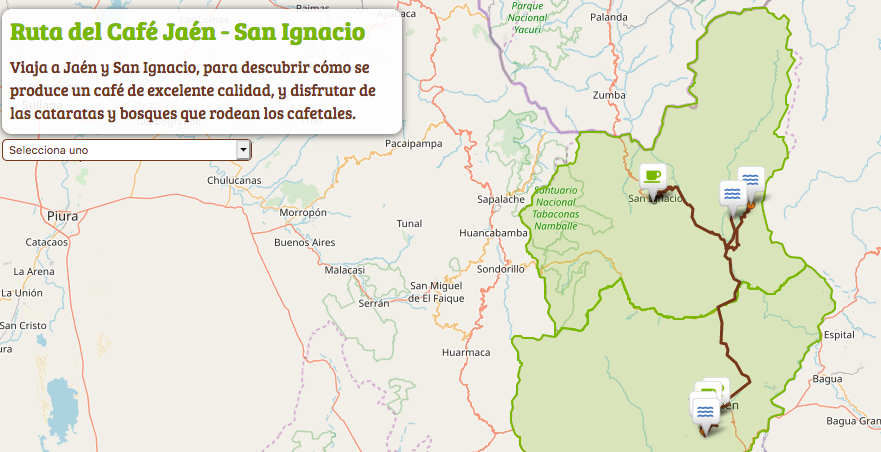 Ruta del Café Jaén - San Ignacio
Viaja a Jaén y San Ignacio, para descubrir cómo se
produce un café de excelente calidad, y disfrutar de
las cataratas y bosques que rodean los cafetales.
Selecciona uno
Parque
Nacional
Yacuri
Palanda
Zumba
Pacaipampa
Chulucanas
Santuario
Nacional
Tabaconas
Namballe
San Ignacio
Sapalache
Morropón
Piura
Tunal
Huancabamba
Catacaos
Buenos Aires
La Arena
Malacasi
Sondorillo
San Miguel
de El Faique
La Unión
Serrán
San Cristo
Espital
Huarmaca
Bagua
Bagua Gran